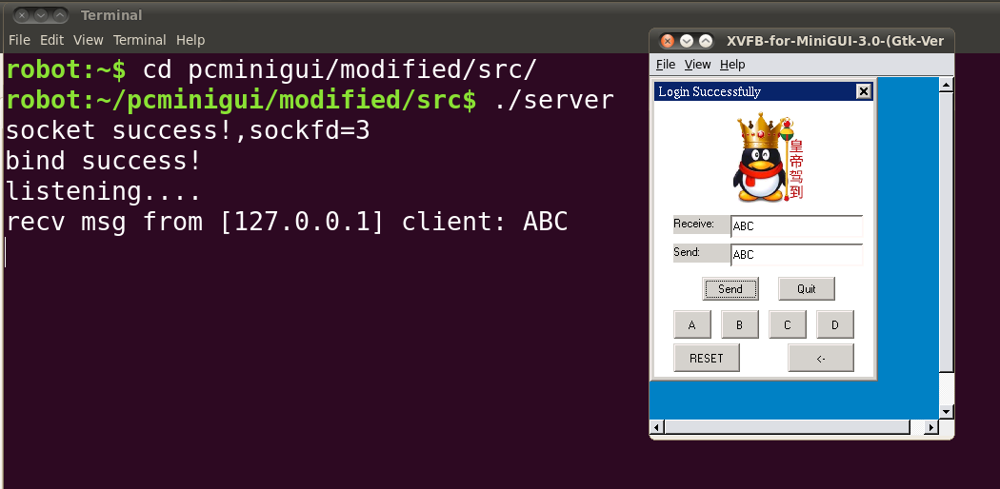 Terminal
File Edit View Terminal Help
robot:~$ cd pcminigui/modified/src/
robot:~/pcminigui/modified/src$ ./server
socket success!,sockfd=3
bind success!
listening....
recv msg from [127.0.0.1] client: ABC
XVFB-for-MiniGUI-3.0-(Gtk-Ver
File View Help
Login Successfully
皇帝驾到
Receive: ABC
Send: ABC
Send Quit
A B C D
RESET <-